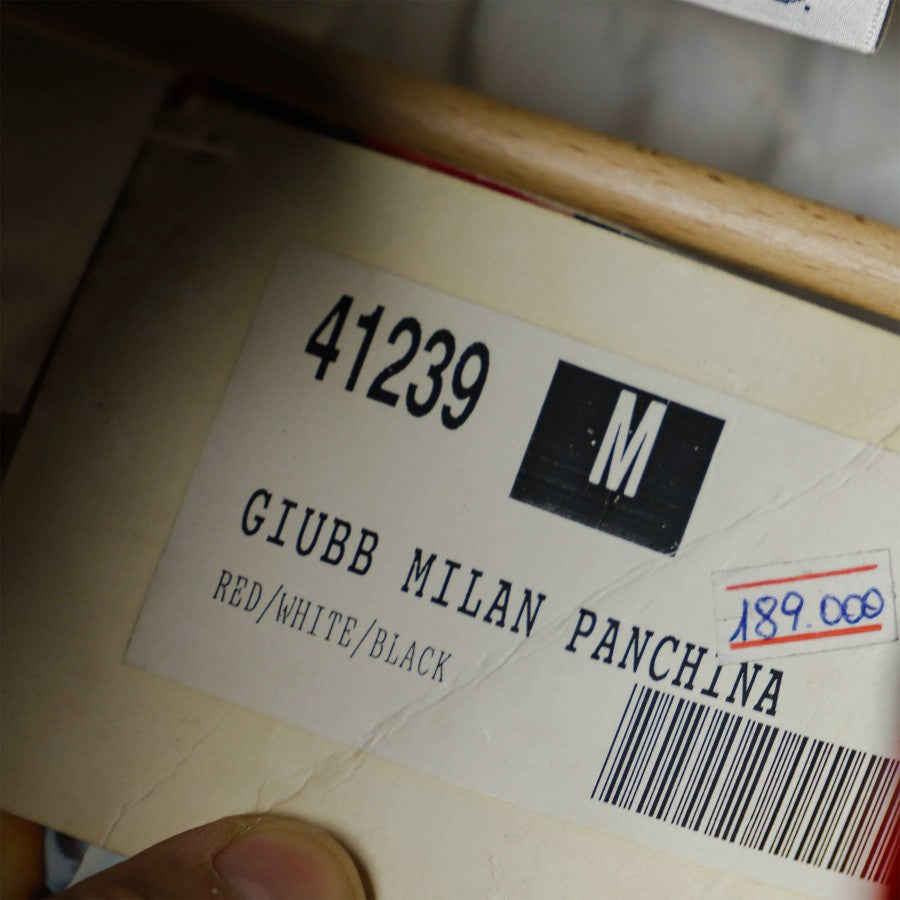 41239
M
GIUBB MILAN PANCHINA
RED/WHITE/BLACK
189.000